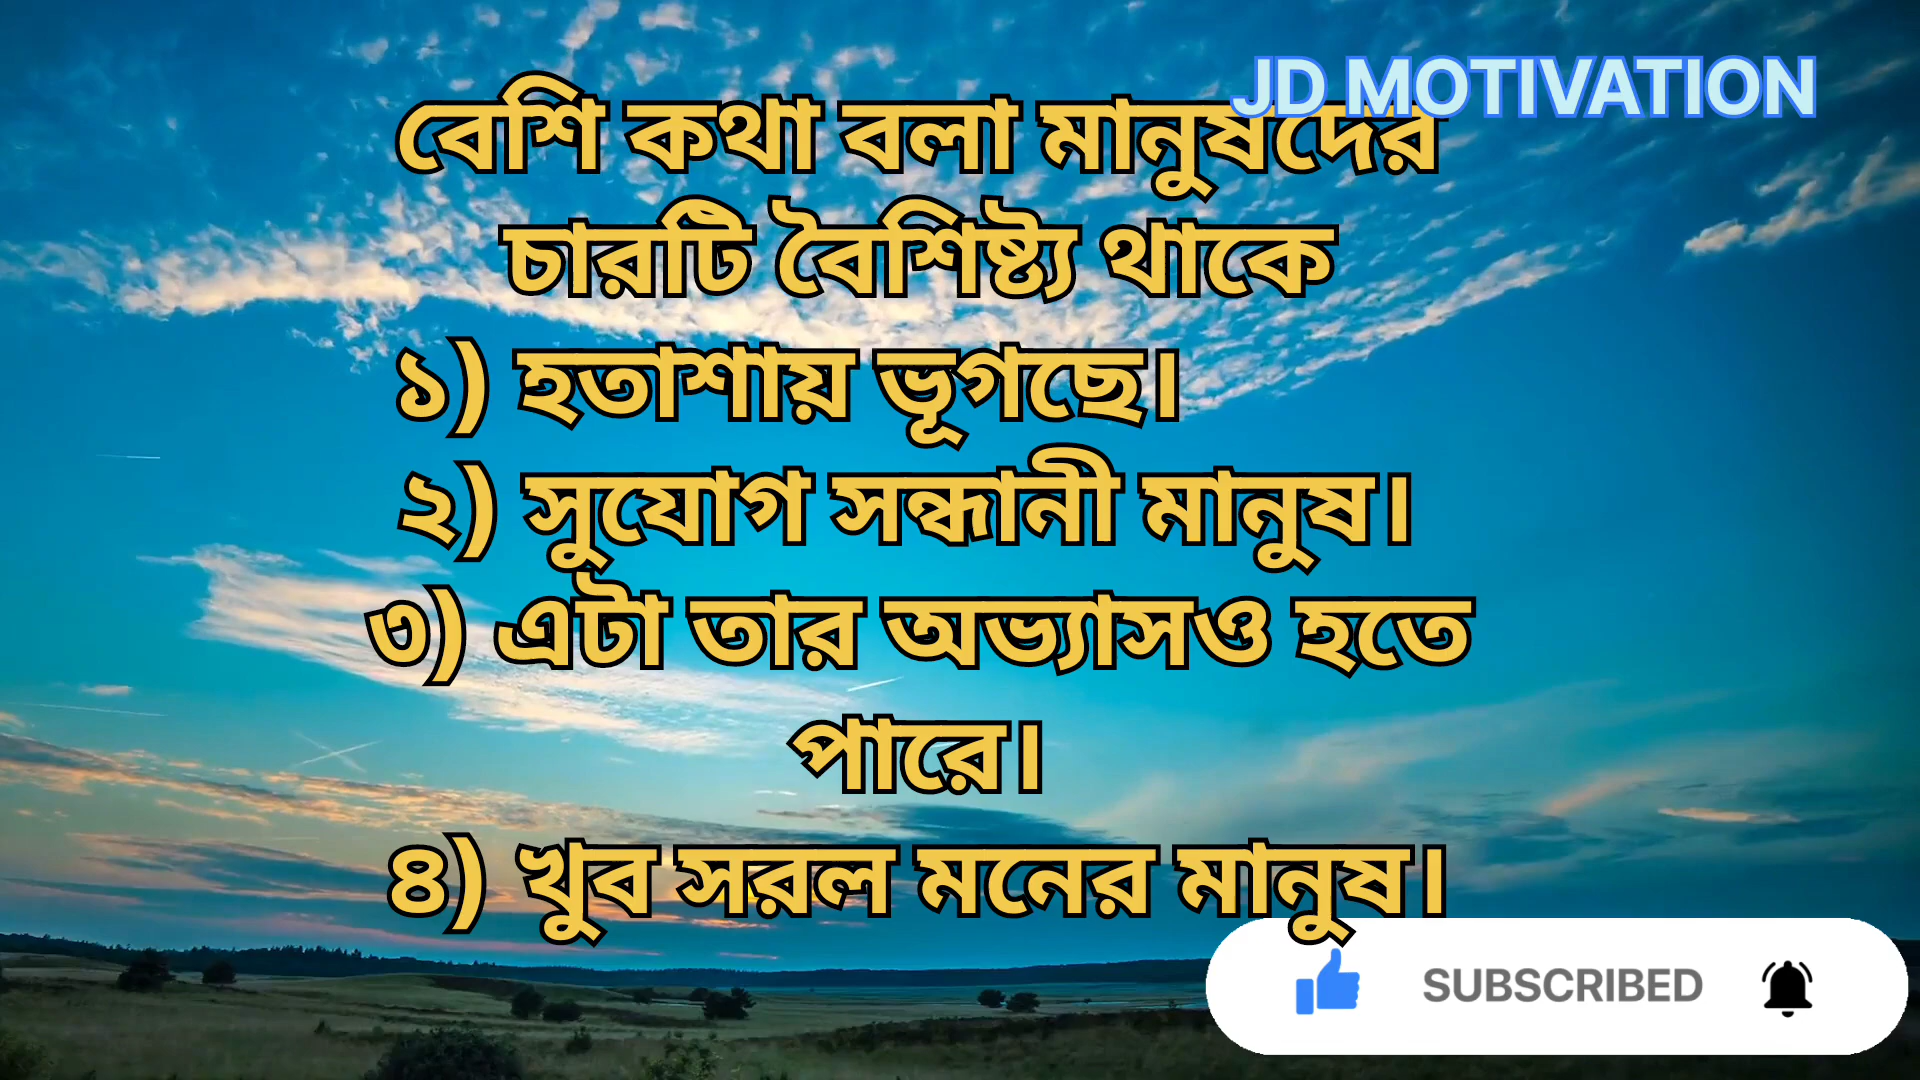 JD MOTIVATION
বেশি কথা বলা মানুষদের
চারটি বৈশিষ্ট্য থাকে
১) হতাশায় ভূগছে।
২) সুযোগ সন্ধানী মানুষ।
৩) এটা তার অভ্যাসও হতে
পারে।
৪) খুব সরল মনের মানুষ।
SUBSCRIBED